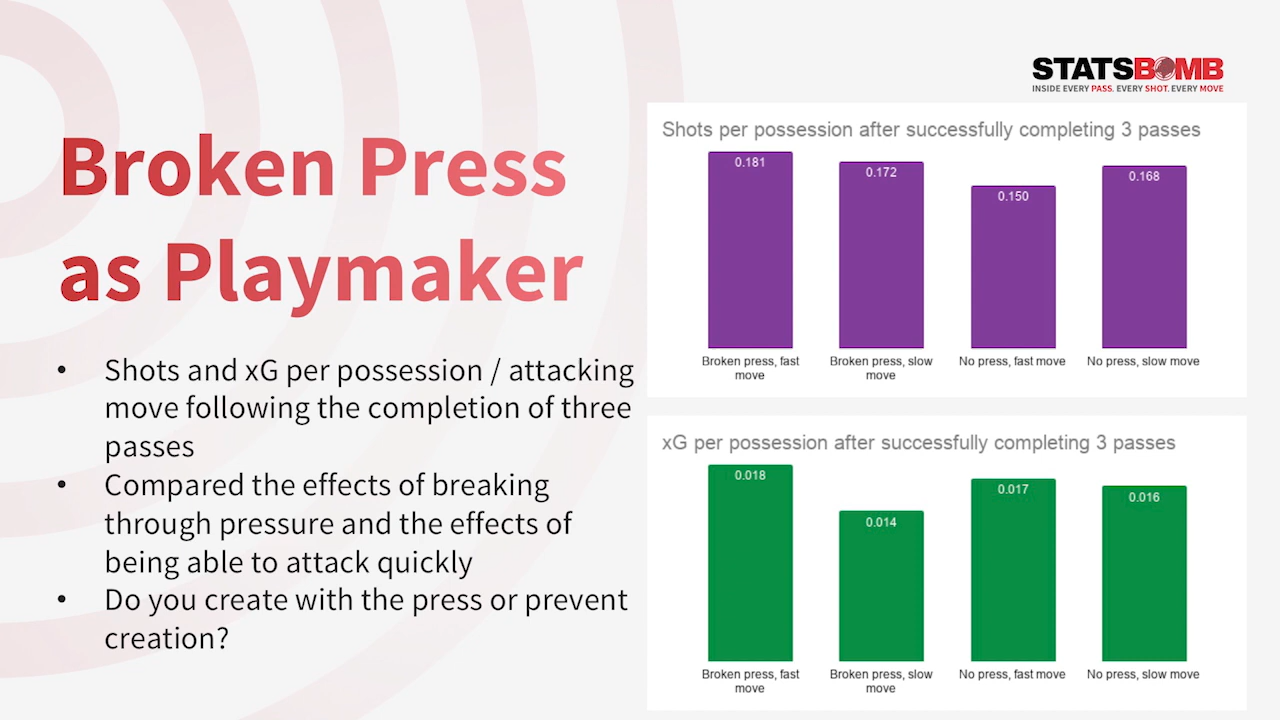 STATSBOMB
INSIDE EVERY PASS. EVERY SHOT. EVERY MOVE
Broken Press
as Playmaker
• Shots and xG per possession / attacking
move following the completion of three
passes
• Compared the effects of breaking
through pressure and the effects of
being able to attack quickly
• Do you create with the press or prevent
creation?
Shots per possession after successfully completing 3 passes
0.181
0.172
0.150
0.168
Broken press, fast
move
Broken press, slow
move
No press, fast move
No press, slow move
xG per possession after successfully completing 3 passes
0.018
0.014
0.017
0.016
Broken press, fast
move
Broken press, slow
move
No press, fast move
No press, slow move